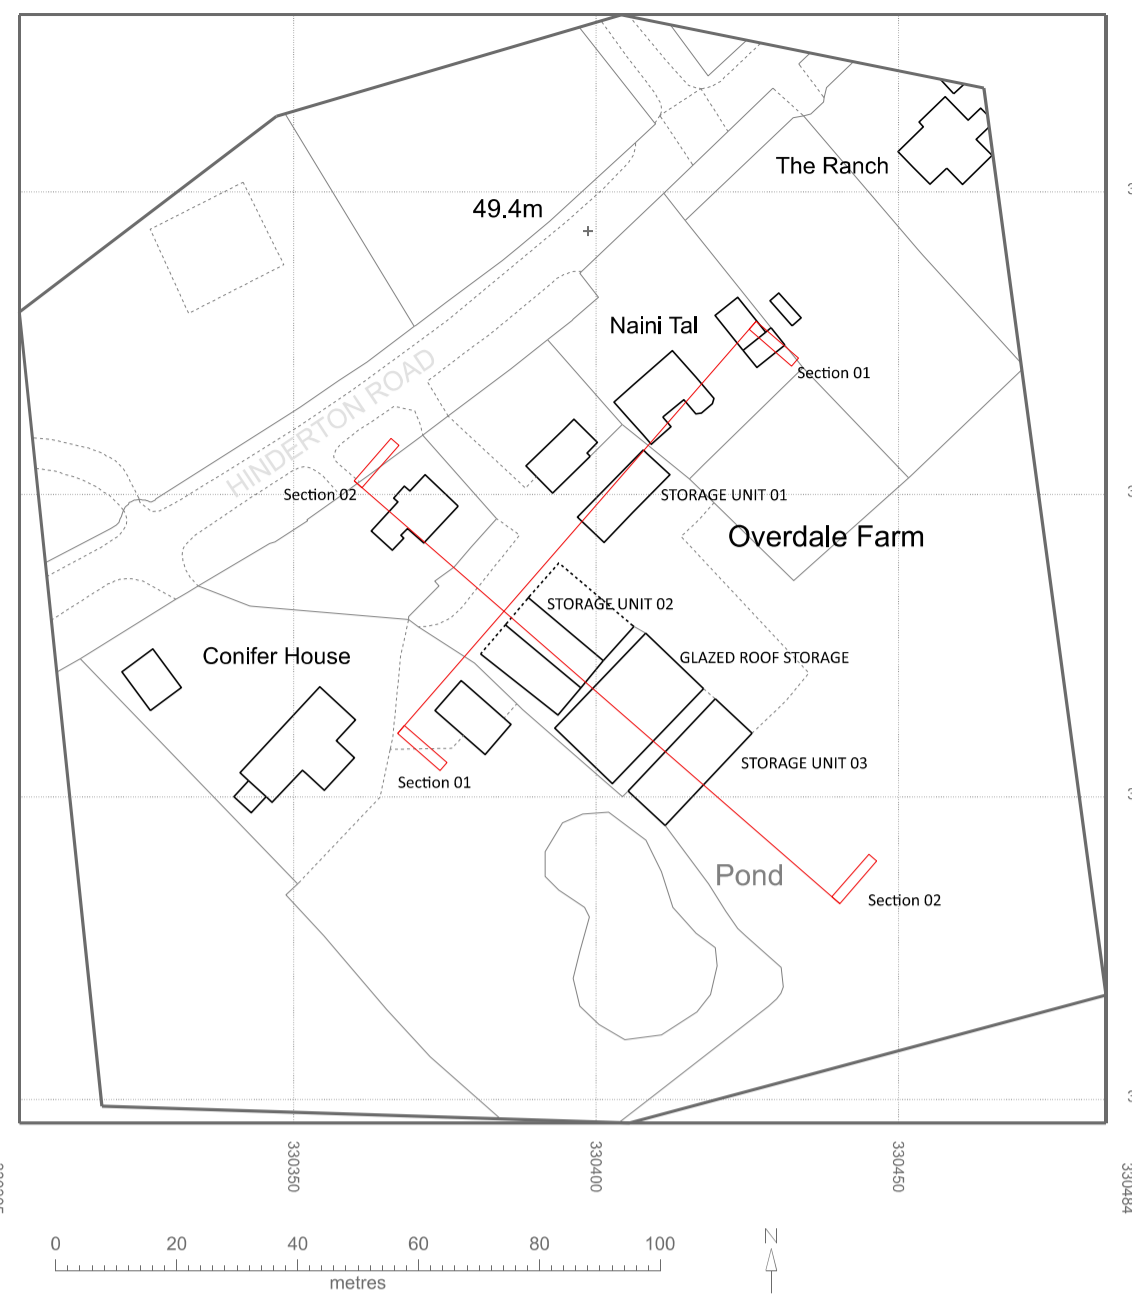 The Ranch
49.4m
Naini Tal
Section 01
HINDERTON ROAD
Section 02
STORAGE UNIT 01
Overdale Farm
STORAGE UNIT 02
Conifer House
GLAZED ROOF STORAGE
STORAGE UNIT 03
Section 01
Pond
Section 02
330350
330400
330450
330484
0 20 40 60 80 100
metres
N